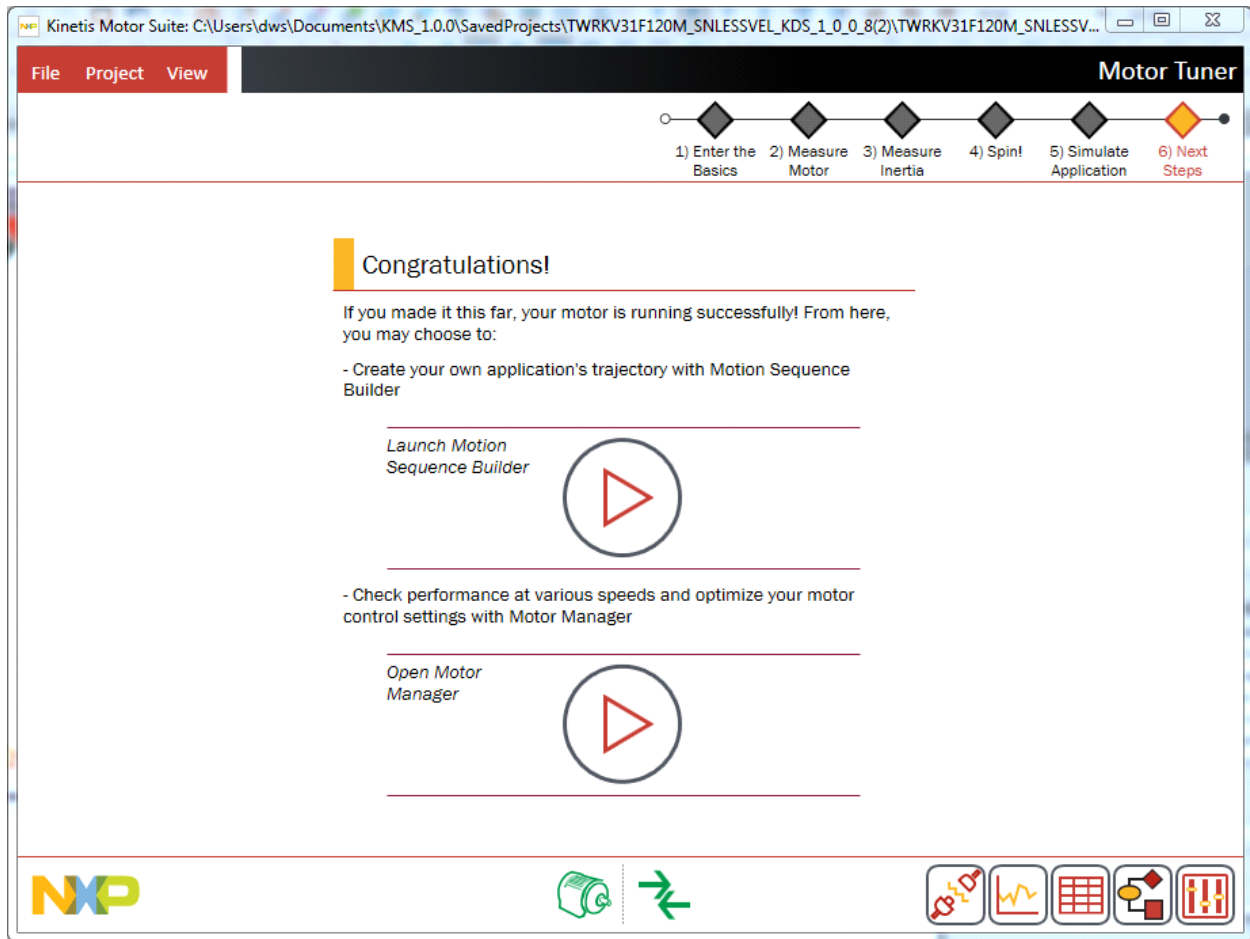 Kinetis Motor Suite: C:\Users\dws\Documents\KMS_1.0.0\SavedProjects\TWRKV31F120M_SNLESSVEL_KDS_1_0_0_8(2)\TWRKV31F120M_SNLESSV...
File Project View
Motor Tuner
1) Enter the Basics
2) Measure Motor
3) Measure Inertia
4) Spin!
5) Simulate Application
6) Next Steps
Congratulations!
If you made it this far, your motor is running successfully! From here,
you may choose to:
- Create your own application's trajectory with Motion Sequence
Builder
Launch Motion
Sequence Builder
- Check performance at various speeds and optimize your motor
control settings with Motor Manager
Open Motor
Manager
NXP